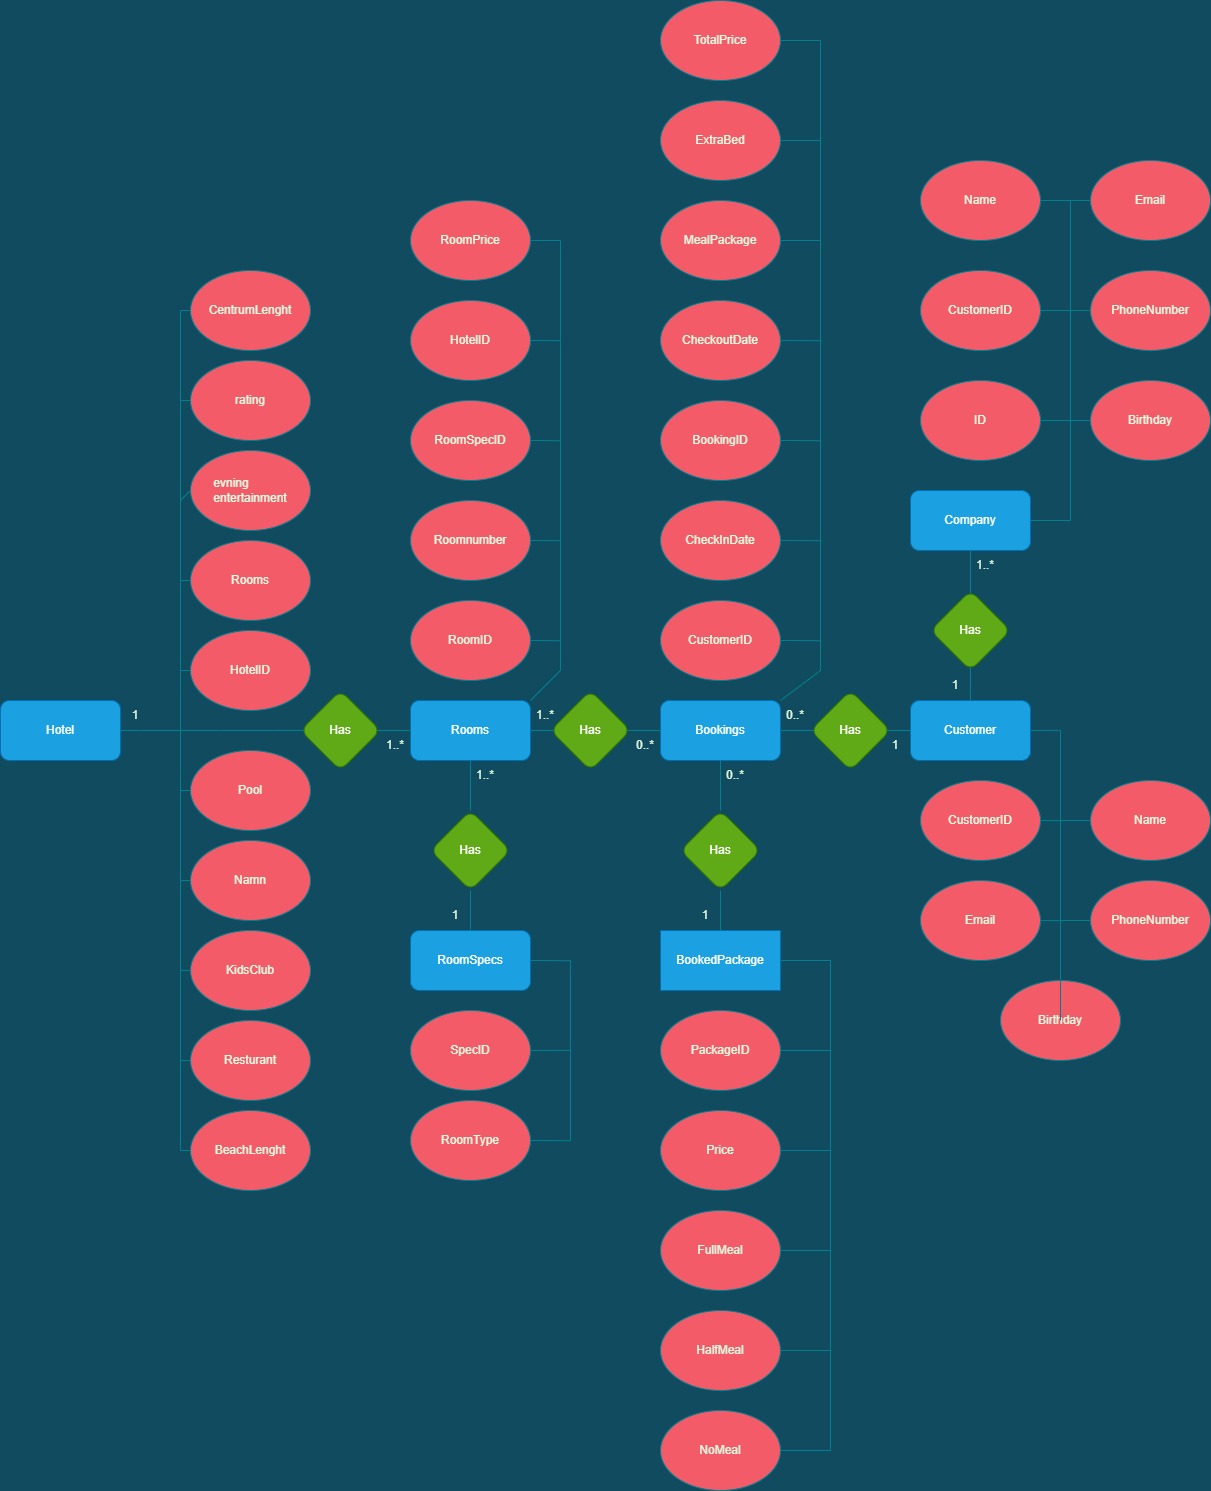 TotalPrice
ExtraBed
MealPackage
CheckoutDate
BookingID
CheckInDate
CustomerID
RoomPrice
HotelID
RoomSpecID
Roomnumber
RoomID
CentrumLenght
rating
evning
entertainment
Rooms
HotelID
Name
Email
CustomerID
PhoneNumber
ID
Birthday
Company
1..*
Has
1
Hotel
1
Has
1..*
Rooms
1..*
Has
0..*
Bookings
0..*
Has
1
Customer
Pool
Namn
KidsClub
Resturant
BeachLenght
1..*
Has
1
RoomSpecs
SpecID
RoomType
0..*
Has
1
BookedPackage
PackageID
Price
FullMeal
HalfMeal
NoMeal
CustomerID
Name
Email
PhoneNumber
Birthday